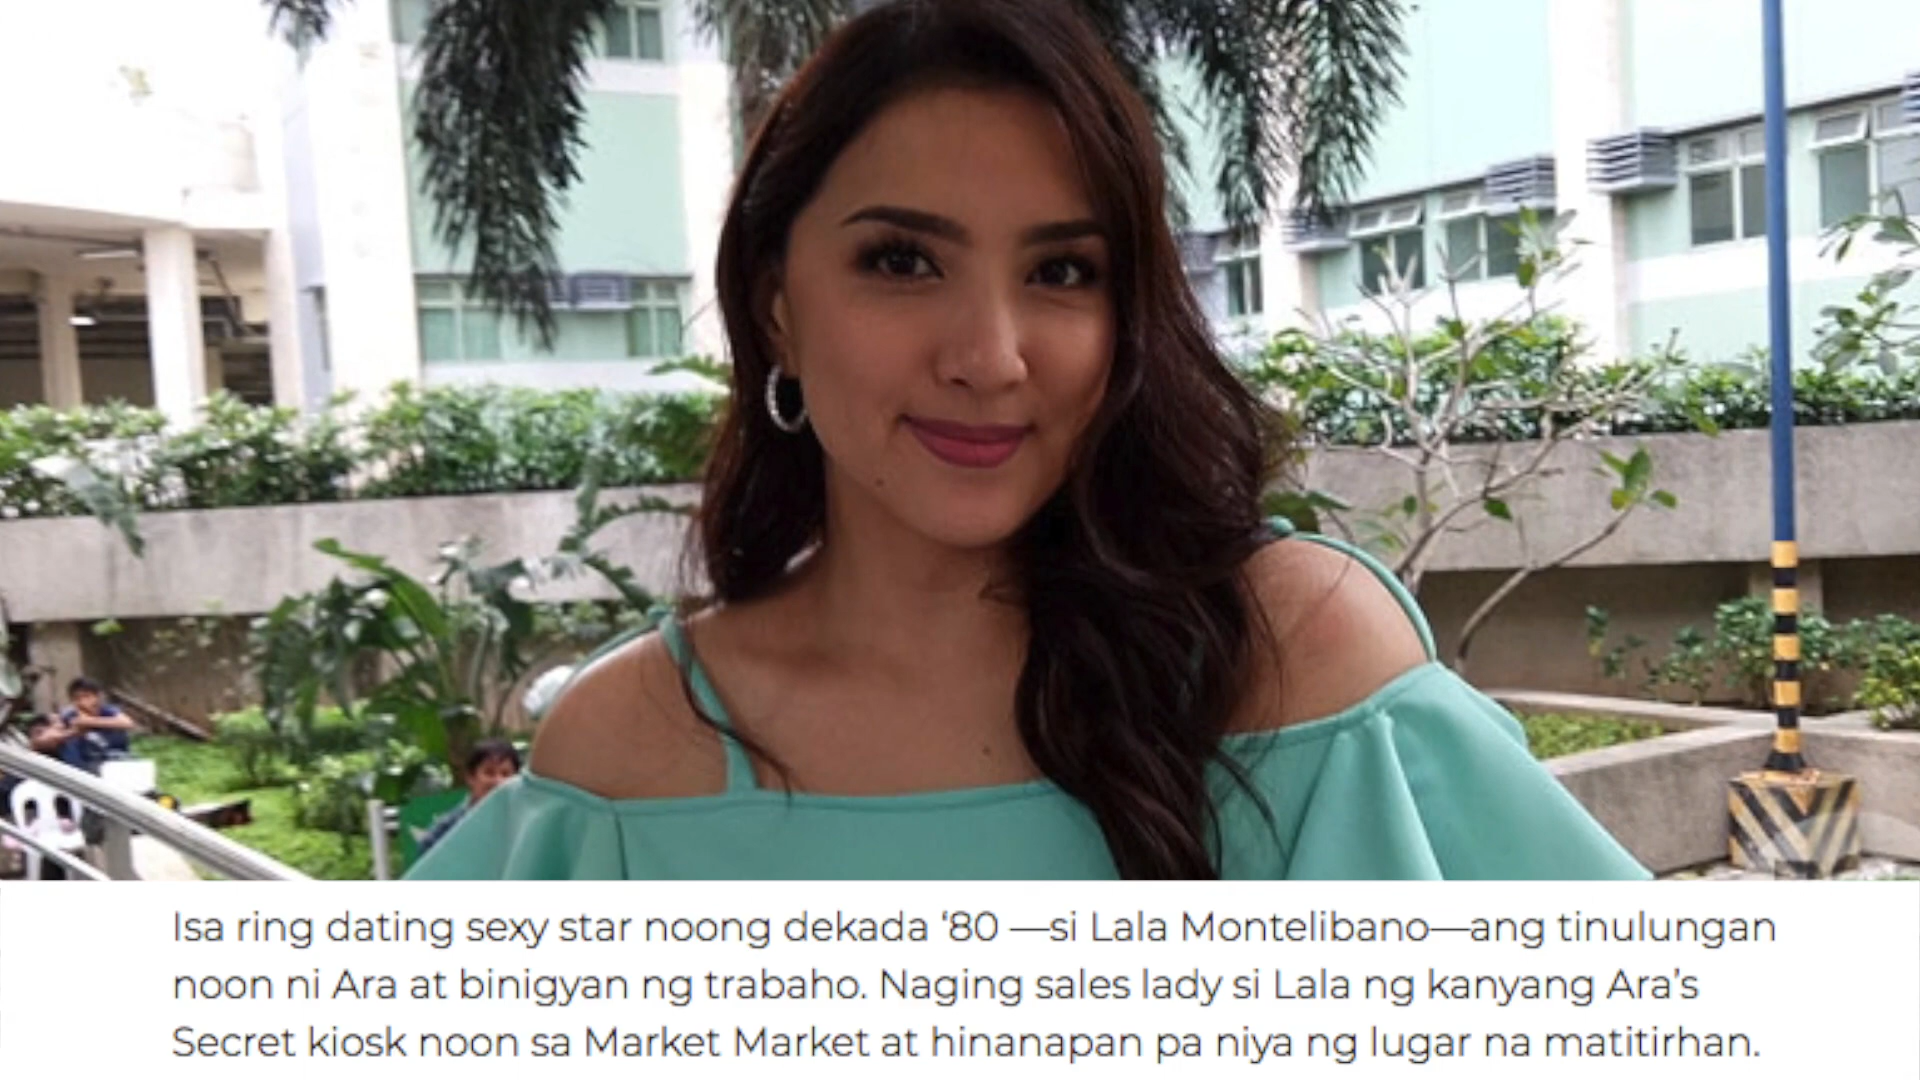 Isa ring dating sexy star noong dekada ‘80 —si Lala Montelibano—ang tinulungan
noon ni Ara at binigyan ng trabaho. Naging sales lady si Lala ng kanyang Ara’s
Secret kiosk noon sa Market Market at hinanapan pa niya ng lugar na matitirhan.